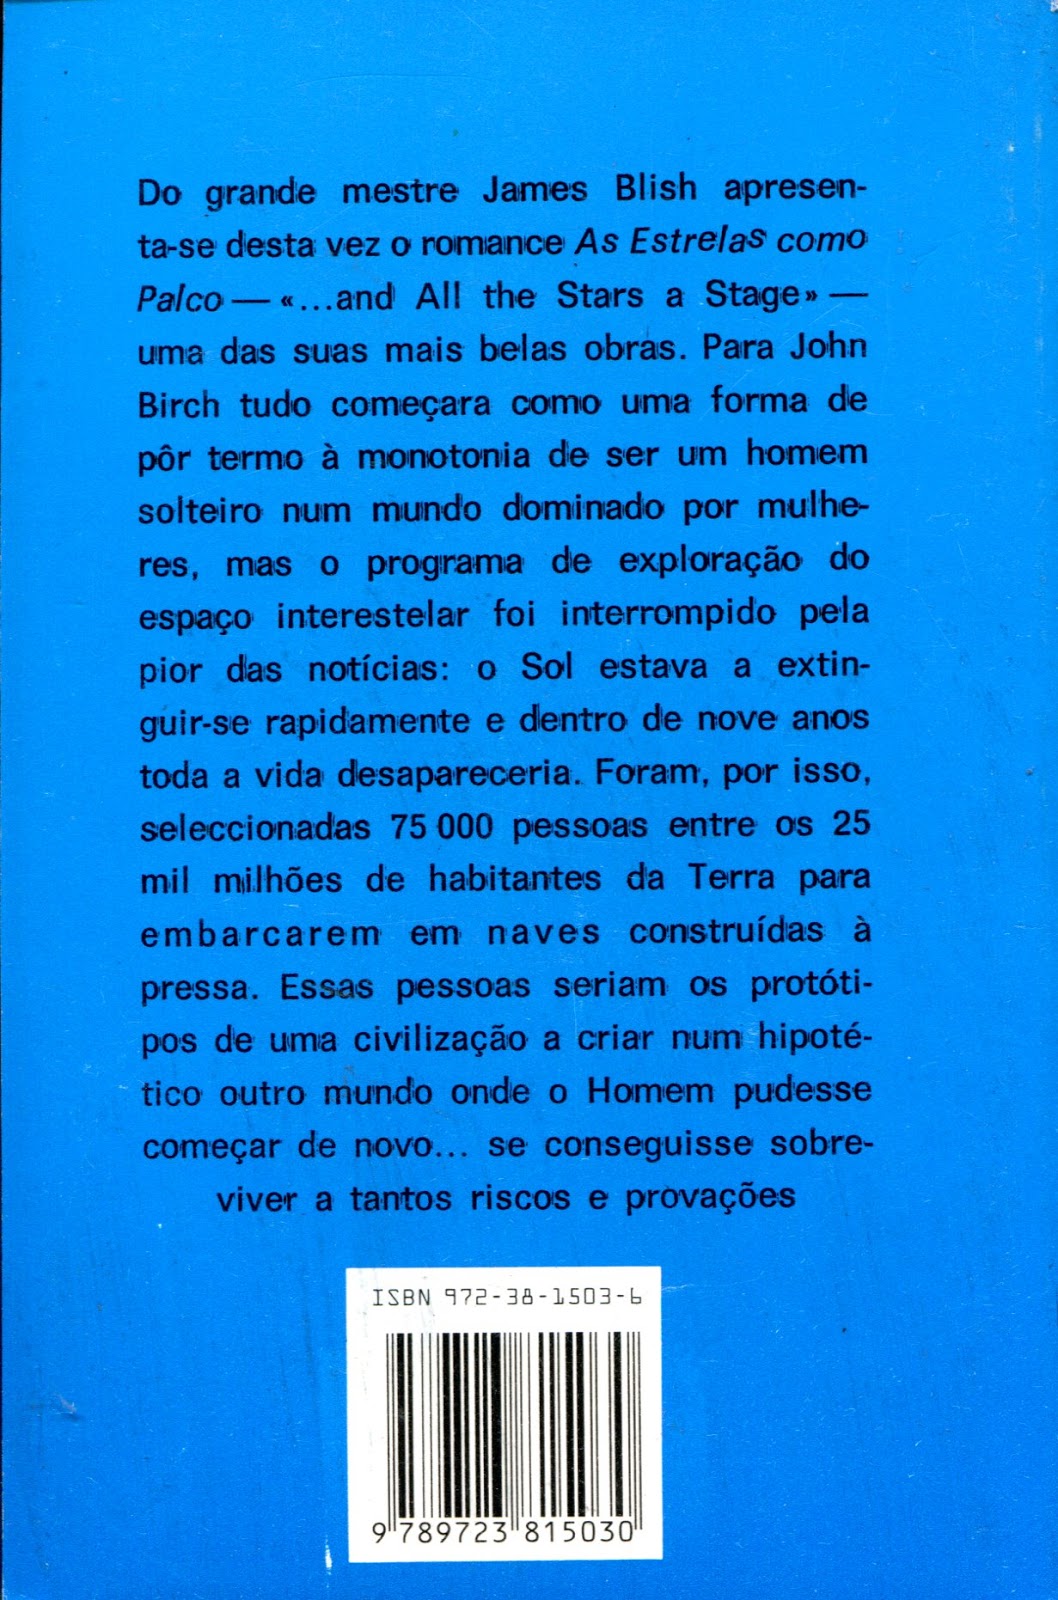 Do grande mestre James Blish apresen-
ta-se desta vez o romance As Estrelas como
Palco — «...and All the Stars a Stage» —
uma das suas mais belas obras. Para John
Birch tudo começara como uma forma de
pôr termo à monotonia de ser um homem
solteiro num mundo dominado por mulhe-
res, mas o programa de exploração do
espaço interestelar foi interrompido pela
pior das notícias: o Sol estava a extin-
guir-se rapidamente e dentro de nove anos
toda a vida desapareceria. Foram, por isso,
seleccionadas 75 000 pessoas entre os 25
mil milhões de habitantes da Terra para
embarcarem em naves construídas à
pressa. Essas pessoas seriam os protóti-
pos de uma civilização a criar num hipoté-
tico outro mundo onde o Homem pudesse
começar de novo... se conseguisse sobre-
viver a tantos riscos e provações
ISBN 972-38-1503-6
9 789723 815030